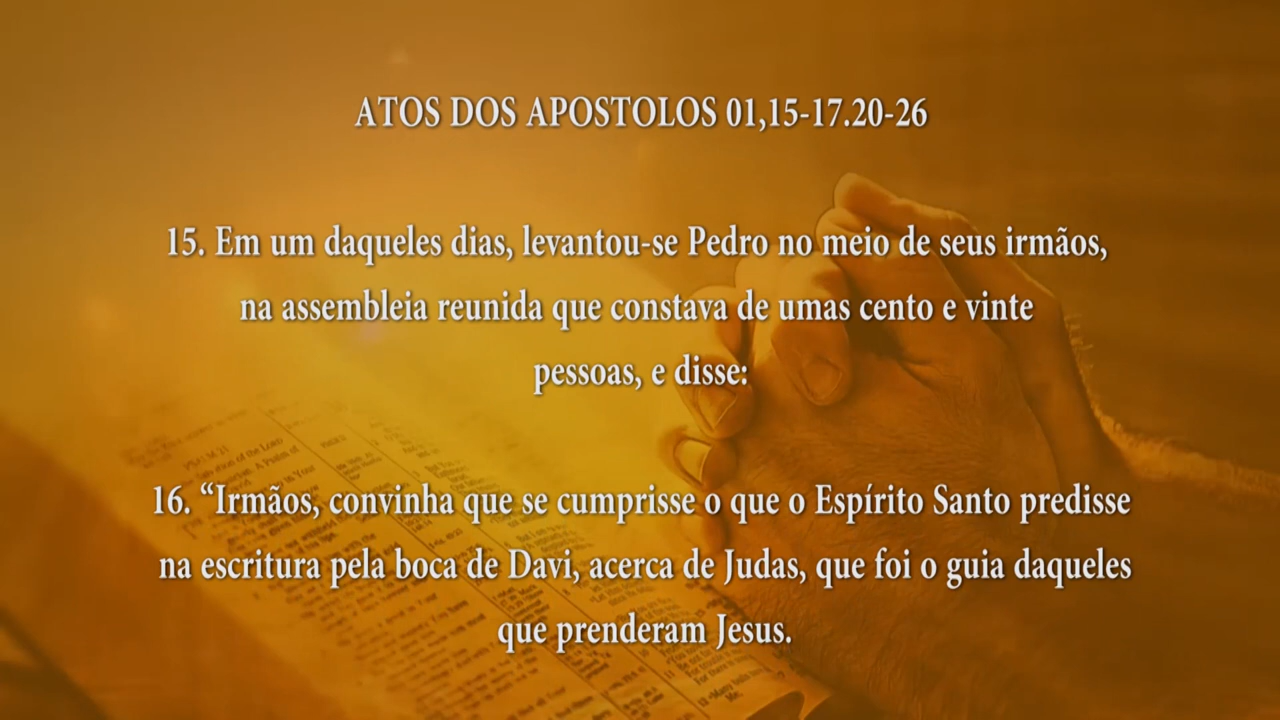 ATOS DOS APOSTOLOS 01,15-17.20-26
15. Em um daqueles dias, levantou-se Pedro no meio de seus irmãos,
na assembleia reunida que constava de umas cento e vinte
pessoas, e disse:
16. “Irmãos, convinha que se cumprisse o que o Espírito Santo predisse
na escritura pela boca de Davi, acerca de Judas, que foi o guia daqueles
que prenderam Jesus.